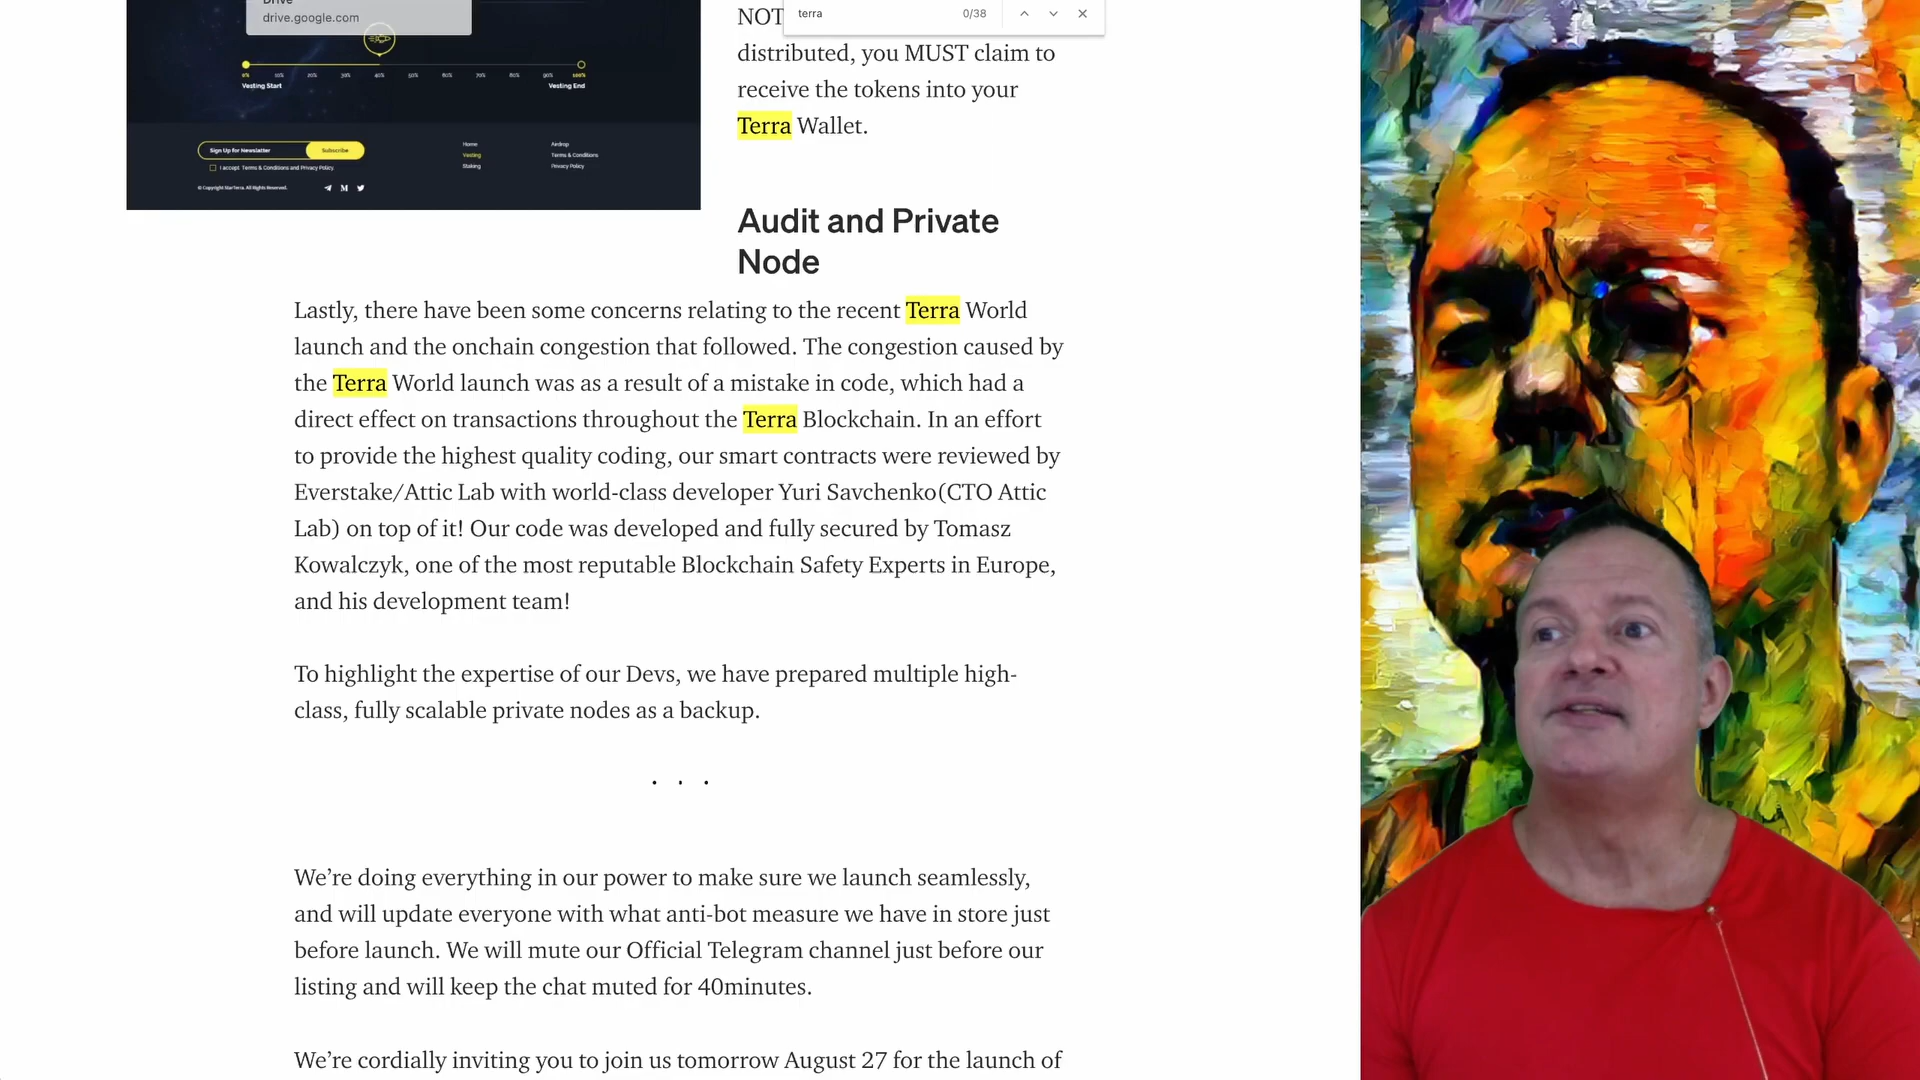 Drive
drive.google.com
0% 10% 20% 30% 40% 50% 60% 70% 80% 90% 100%
Vesting Start
Vesting End
Sign Up for Newsletter
Subscribe
I accept Terms & Conditions and Privacy Policy
© Copyright StarTerra. All Rights Reserved.
Home
Vesting
Staking
Airdrop
Terms & Conditions
Privacy Policy
terra
0/38
NOT
distributed, you MUST claim to
receive the tokens into your
Terra Wallet.
Audit and Private
Node
Lastly, there have been some concerns relating to the recent Terra World
launch and the onchain congestion that followed. The congestion caused by
the Terra World launch was as a result of a mistake in code, which had a
direct effect on transactions throughout the Terra Blockchain. In an effort
to provide the highest quality coding, our smart contracts were reviewed by
Everstake/Attic Lab with world-class developer Yuri Savchenko(CTO Attic
Lab) on top of it! Our code was developed and fully secured by Tomasz
Kowalczyk, one of the most reputable Blockchain Safety Experts in Europe,
and his development team!
To highlight the expertise of our Devs, we have prepared multiple high-
class, fully scalable private nodes as a backup.
. . .
We’re doing everything in our power to make sure we launch seamlessly,
and will update everyone with what anti-bot measure we have in store just
before launch. We will mute our Official Telegram channel just before our
listing and will keep the chat muted for 40minutes.
We’re cordially inviting you to join us tomorrow August 27 for the launch of